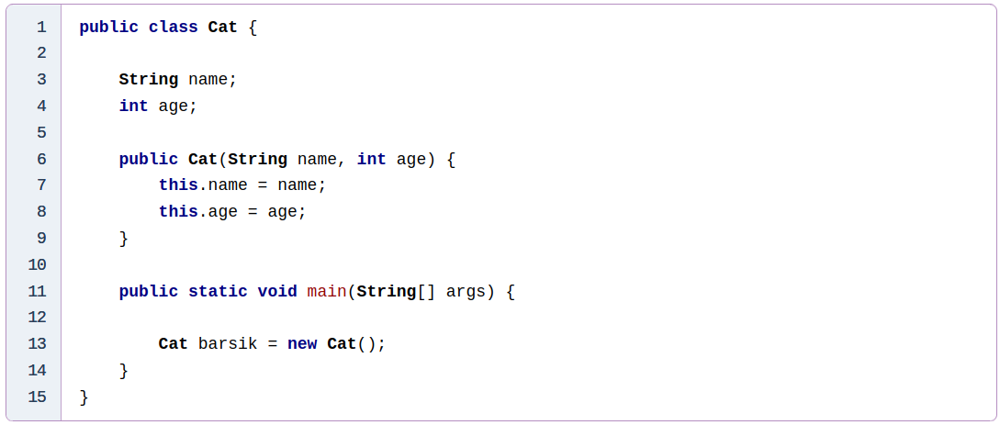 1 public class Cat {
2
3     String name;
4     int age;
5
6     public Cat(String name, int age) {
7         this.name = name;
8         this.age = age;
9     }
10
11     public static void main(String[] args) {
12
13         Cat barsik = new Cat();
14     }
15 }